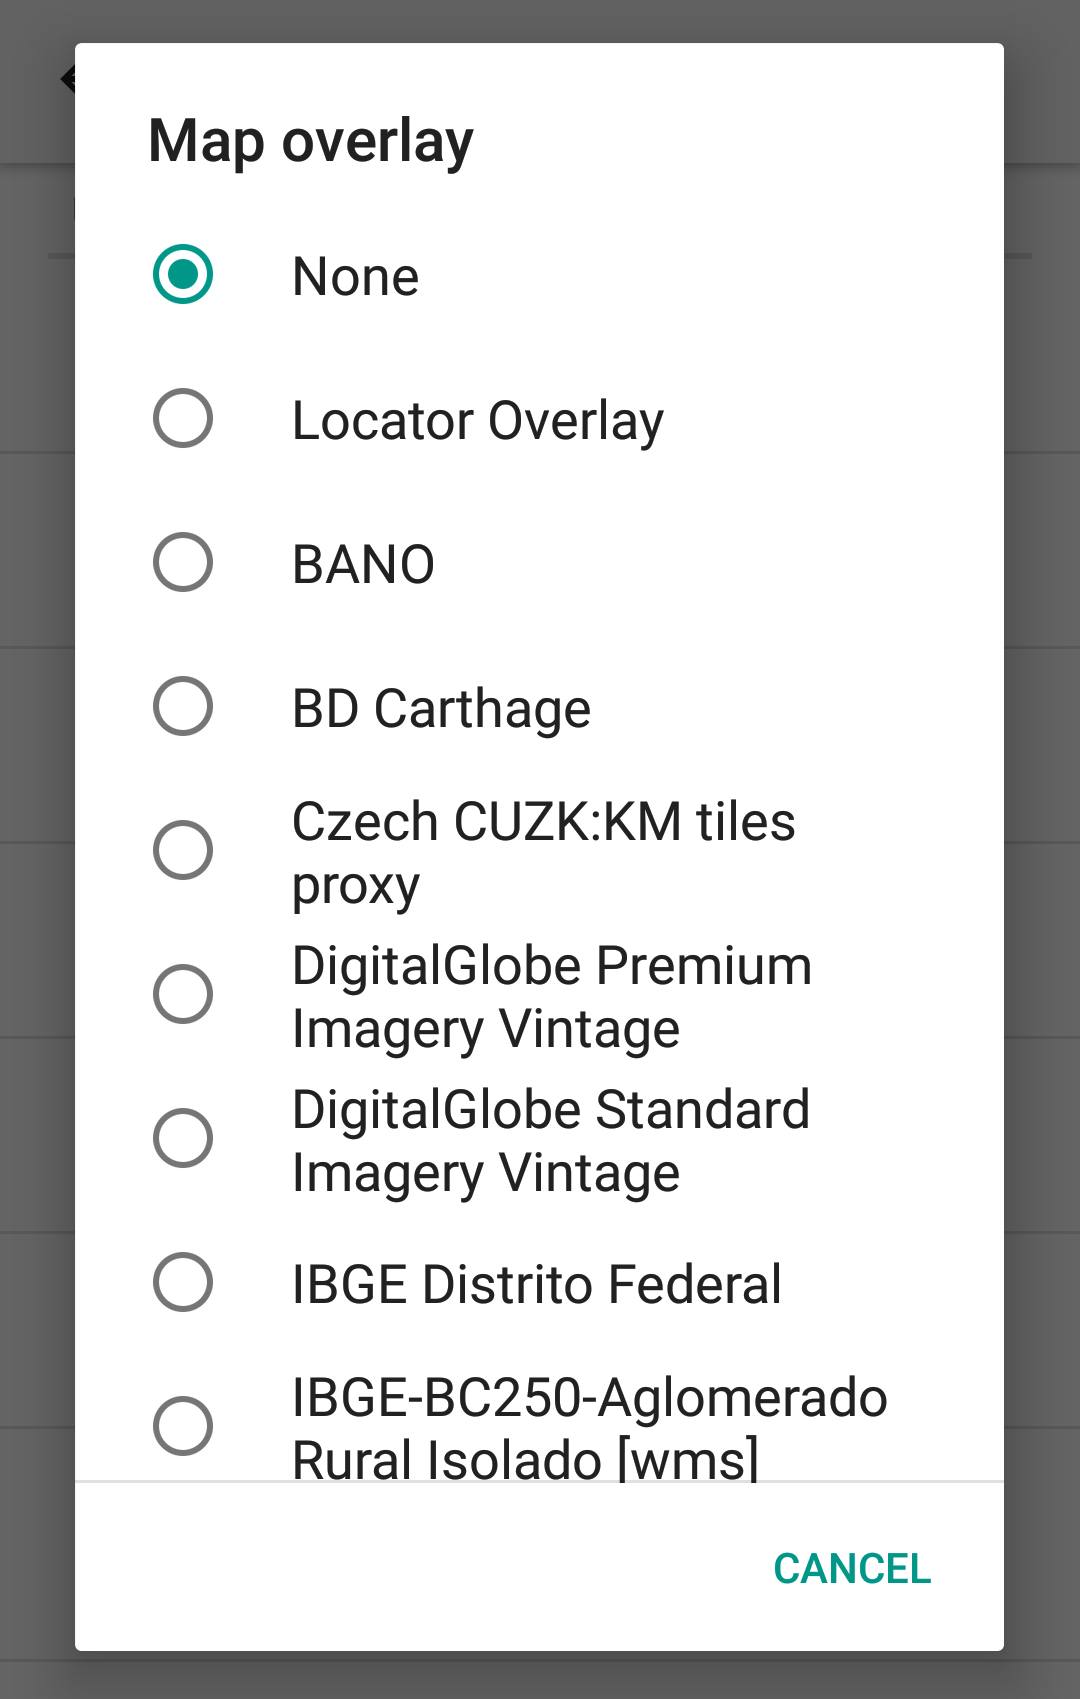 Map overlay
None
Locator Overlay
BANO
BD Carthage
Czech CUZK:KM tiles
proxy
DigitalGlobe Premium
Imagery Vintage
DigitalGlobe Standard
Imagery Vintage
IBGE Distrito Federal
IBGE-BC250-Aglomerado
Rural Isolado [wms]
CANCEL